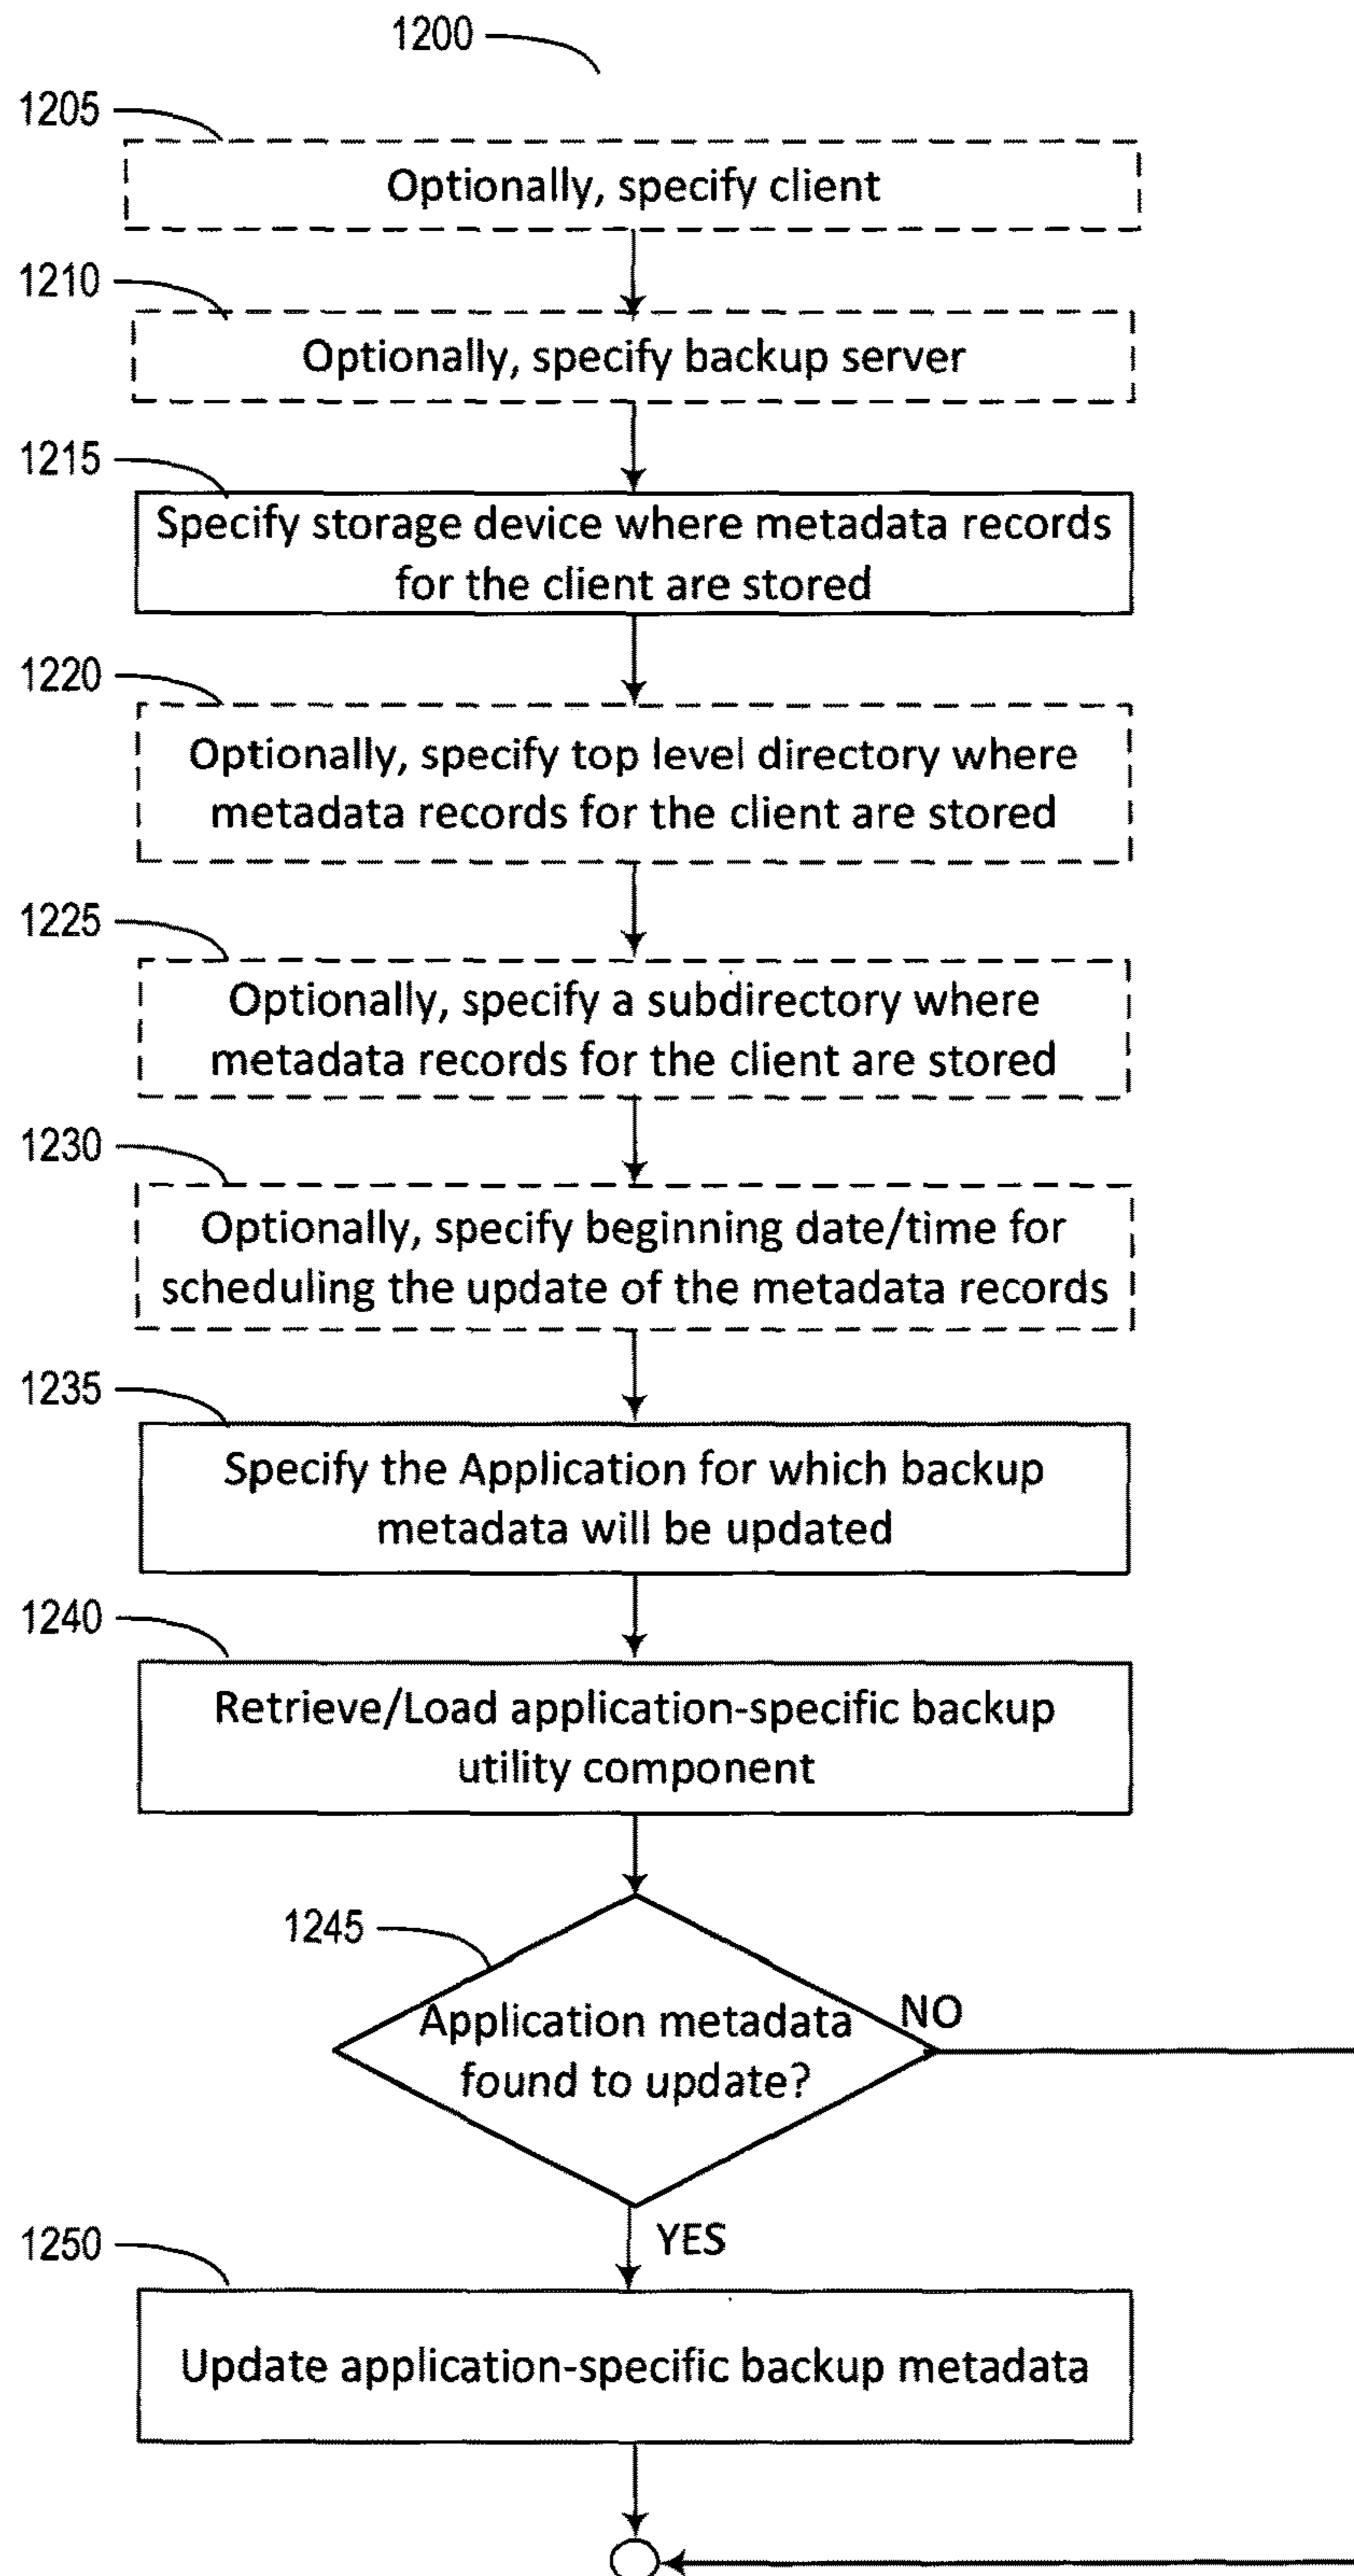 1200
1205
Optionally, specify client
1210
Optionally, specify backup server
1215
Specify storage device where metadata records
for the client are stored
1220
Optionally, specify top level directory where
metadata records for the client are stored
1225
Optionally, specify a subdirectory where
metadata records for the client are stored
1230
Optionally, specify beginning date/time for
scheduling the update of the metadata records
1235
Specify the Application for which backup
metadata will be updated
1240
Retrieve/Load application-specific backup
utility component
1245
Application metadata
found to update?
NO
YES
1250
Update application-specific backup metadata